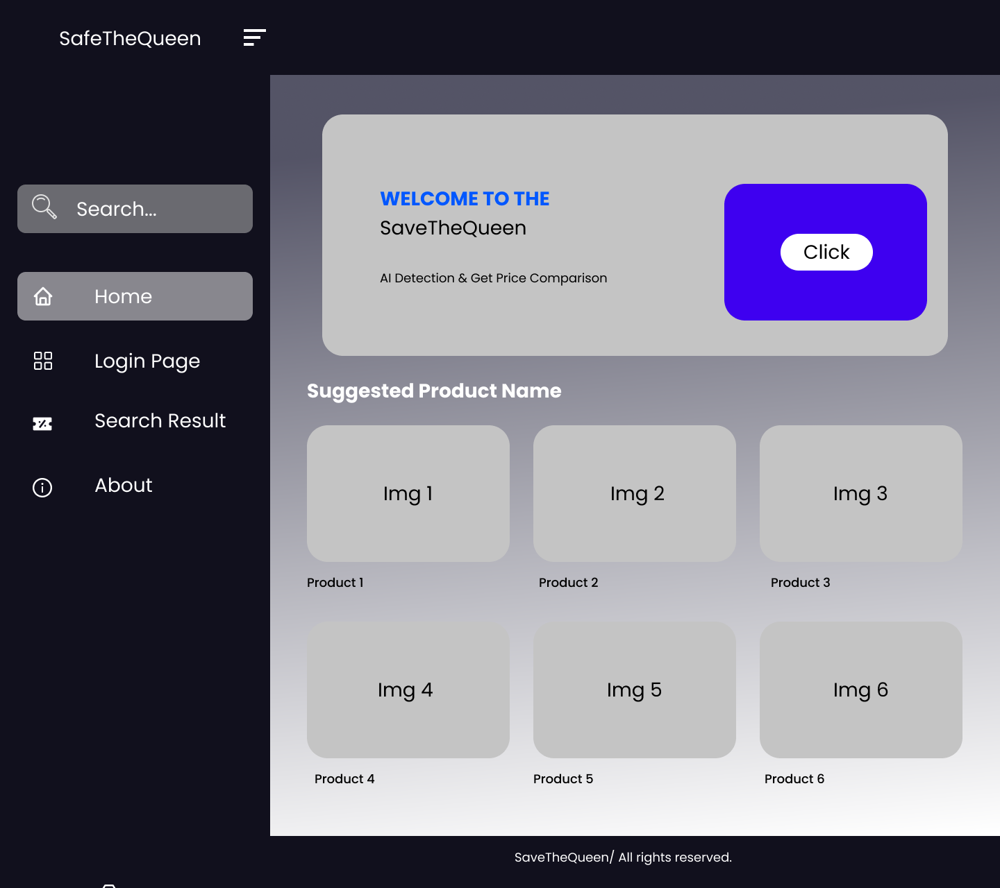 SafeTheQueen
Search...
Home
Login Page
Search Result
About
WELCOME TO THE
SaveTheQueen
AI Detection & Get Price Comparison
Click
Suggested Product Name
Img 1
Img 2
Img 3
Product 1
Product 2
Product 3
Img 4
Img 5
Img 6
Product 4
Product 5
Product 6
SaveTheQueen/ All rights reserved.